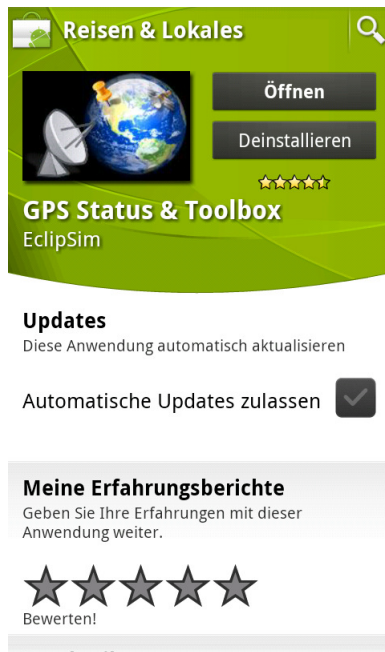 Reisen & Lokales
Öffnen
Deinstallieren
GPS Status & Toolbox
EclipSim
Updates
Diese Anwendung automatisch aktualisieren
Automatische Updates zulassen
Meine Erfahrungsberichte
Geben Sie Ihre Erfahrungen mit dieser
Anwendung weiter.
Bewerten!